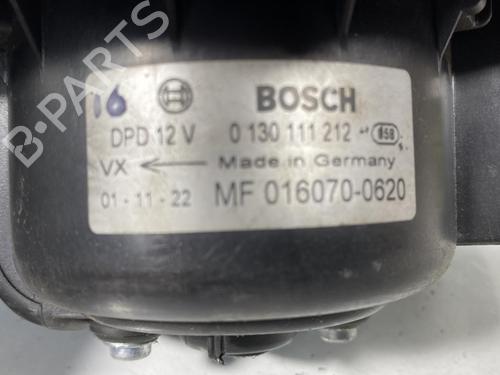 B-PARTS
16 BOSCH
DPD 12 V 0 130 111 212 058
VX Made in Germany
01-11-22 MF 016070-0620